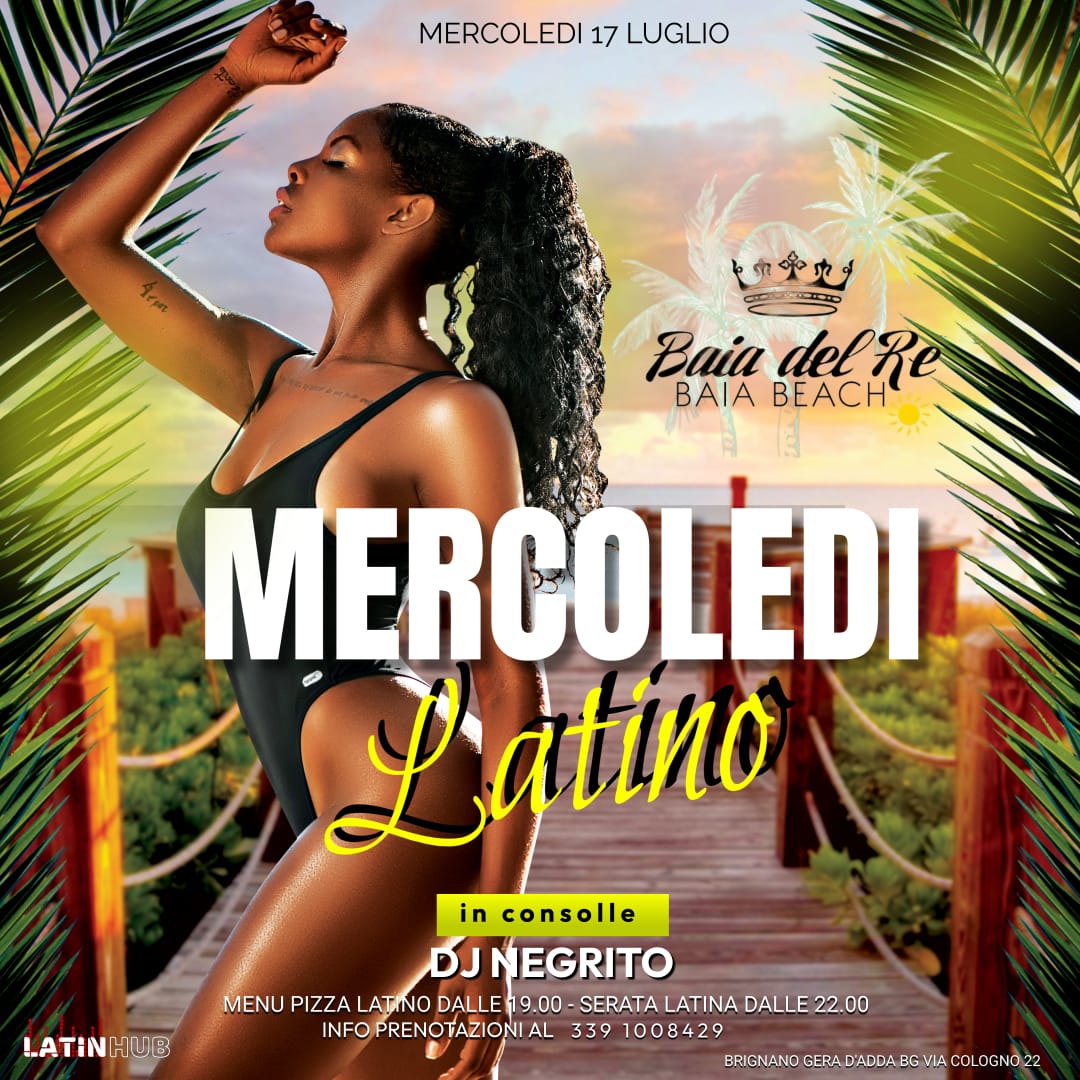 MERCOLEDI 17 LUGLIO
Baia del Re
BAIA BEACH
MERCOLEDI
Latino
in consolle
DJ NEGRITO
MENU PIZZA LATINO DALLE 19.00 - SERATA LATINA DALLE 22.00
INFO PRENOTAZIONI AL 339 1008429
LATINHUB
BRIGNANO GERA D'ADDA BG VIA COLOGNO 22